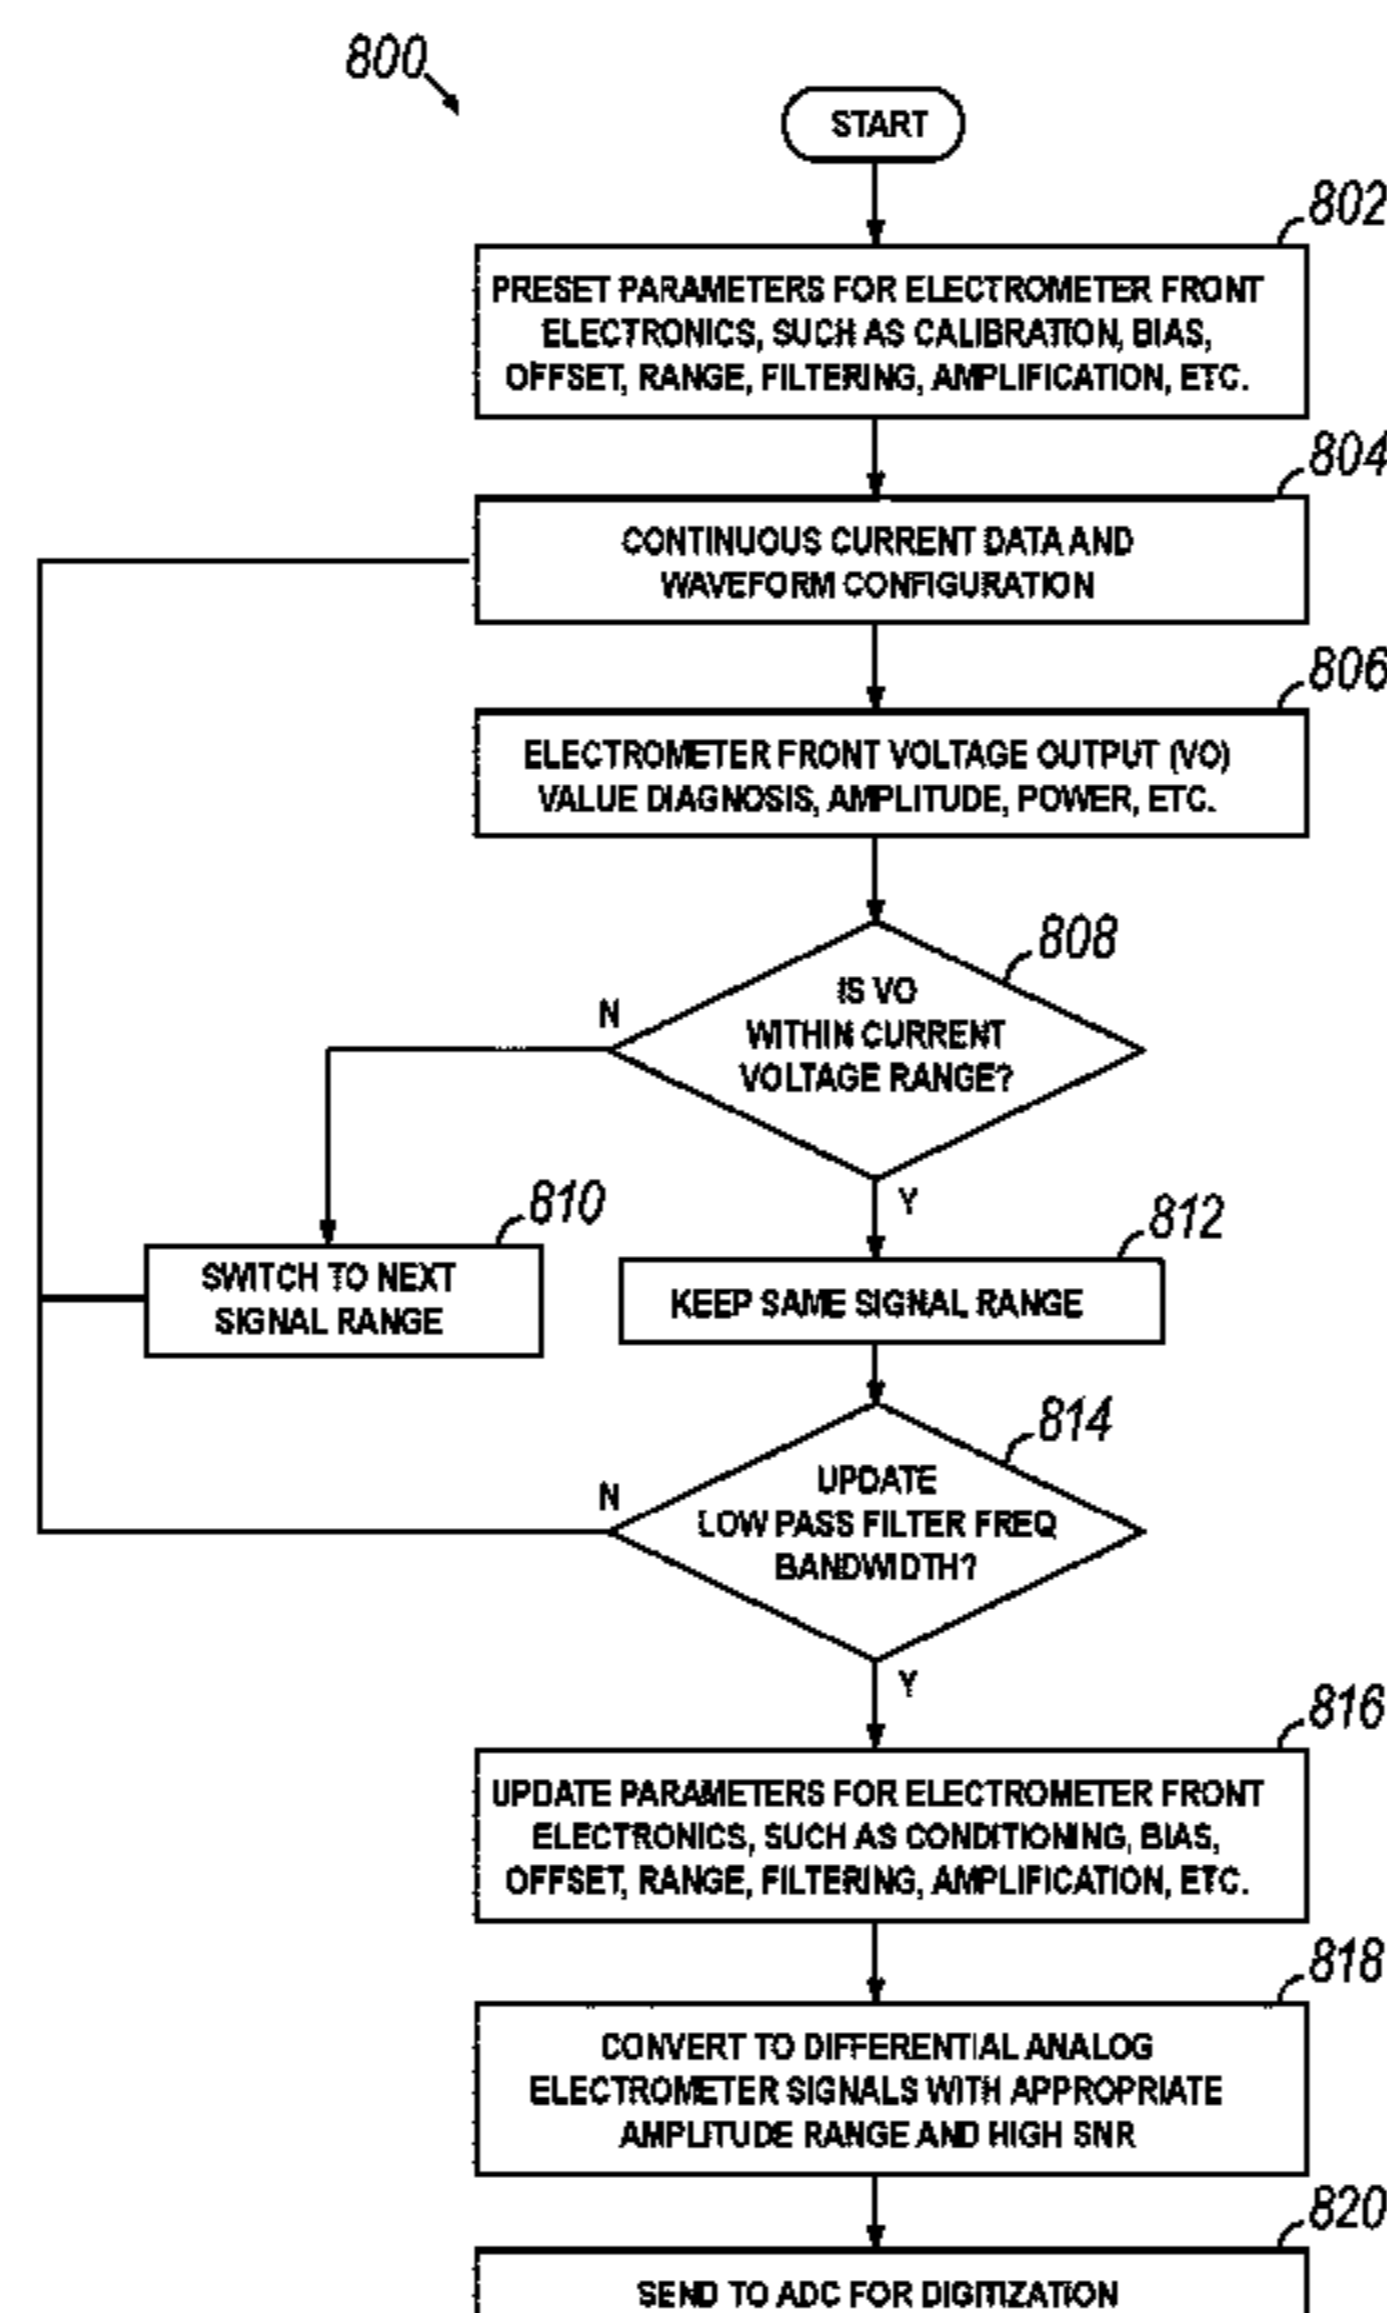 800
START
802
PRESET PARAMETERS FOR ELECTROMETER FRONT
ELECTRONICS, SUCH AS CALIBRATION, BIAS,
OFFSET, RANGE, FILTERING, AMPLIFICATION, ETC.
804
CONTINUOUS CURRENT DATA AND
WAVEFORM CONFIGURATION
806
ELECTROMETER FRONT VOLTAGE OUTPUT (VO)
VALUE DIAGNOSIS, AMPLITUDE, POWER, ETC.
808
IS VO
WITHIN CURRENT
VOLTAGE RANGE?
N
Y
810
SWITCH TO NEXT
SIGNAL RANGE
812
KEEP SAME SIGNAL RANGE
814
UPDATE
LOW PASS FILTER FREQ
BANDWIDTH?
N
Y
816
UPDATE PARAMETERS FOR ELECTROMETER FRONT
ELECTRONICS, SUCH AS CONDITIONING, BIAS,
OFFSET, RANGE, FILTERING, AMPLIFICATION, ETC.
818
CONVERT TO DIFFERENTIAL ANALOG
ELECTROMETER SIGNALS WITH APPROPRIATE
AMPLITUDE RANGE AND HIGH SNR
820
SEND TO ADC FOR DIGITIZATION